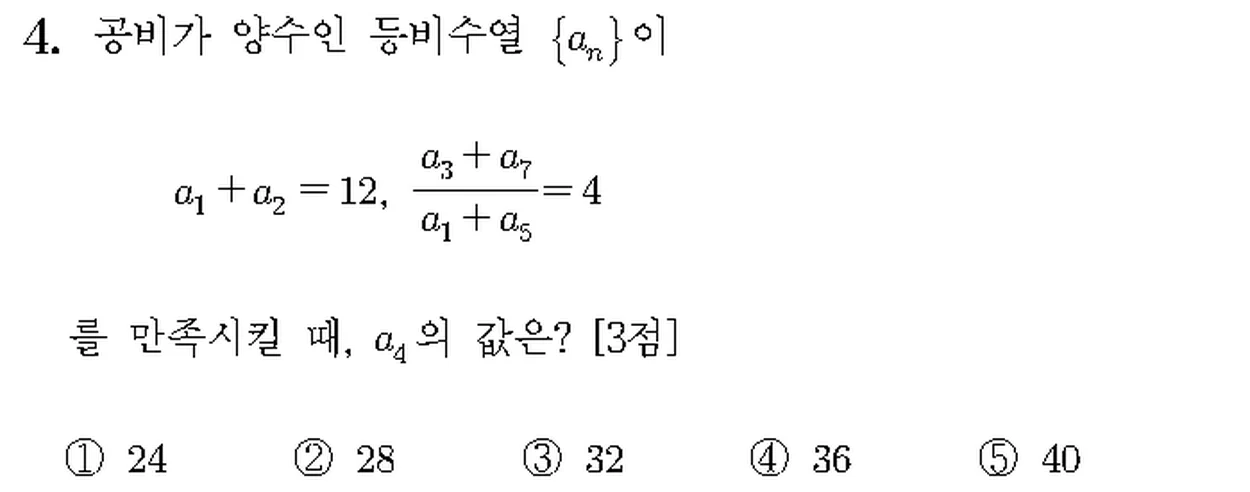 4. 공비가 양수인 등비수열 {aₙ}이
a₁ + a₂ = 12, (a₃ + a₇)/(a₁ + a₅) = 4
를 만족시킬 때, a₄의 값은? [3점]
① 24 ② 28 ③ 32 ④ 36 ⑤ 40